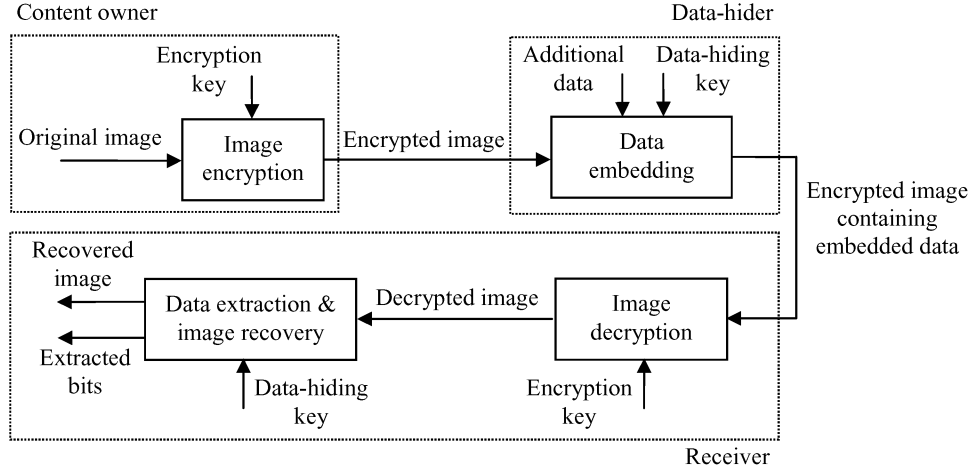 Content owner
Data-hider
Encryption
key
Additional
data
Data-hiding
key
Original image
Image
encryption
Encrypted image
Data
embedding
Encrypted image
containing
embedded data
Recovered
image
Data extraction &
image recovery
Decrypted image
Image
decryption
Extracted
bits
Data-hiding
key
Encryption
key
Receiver